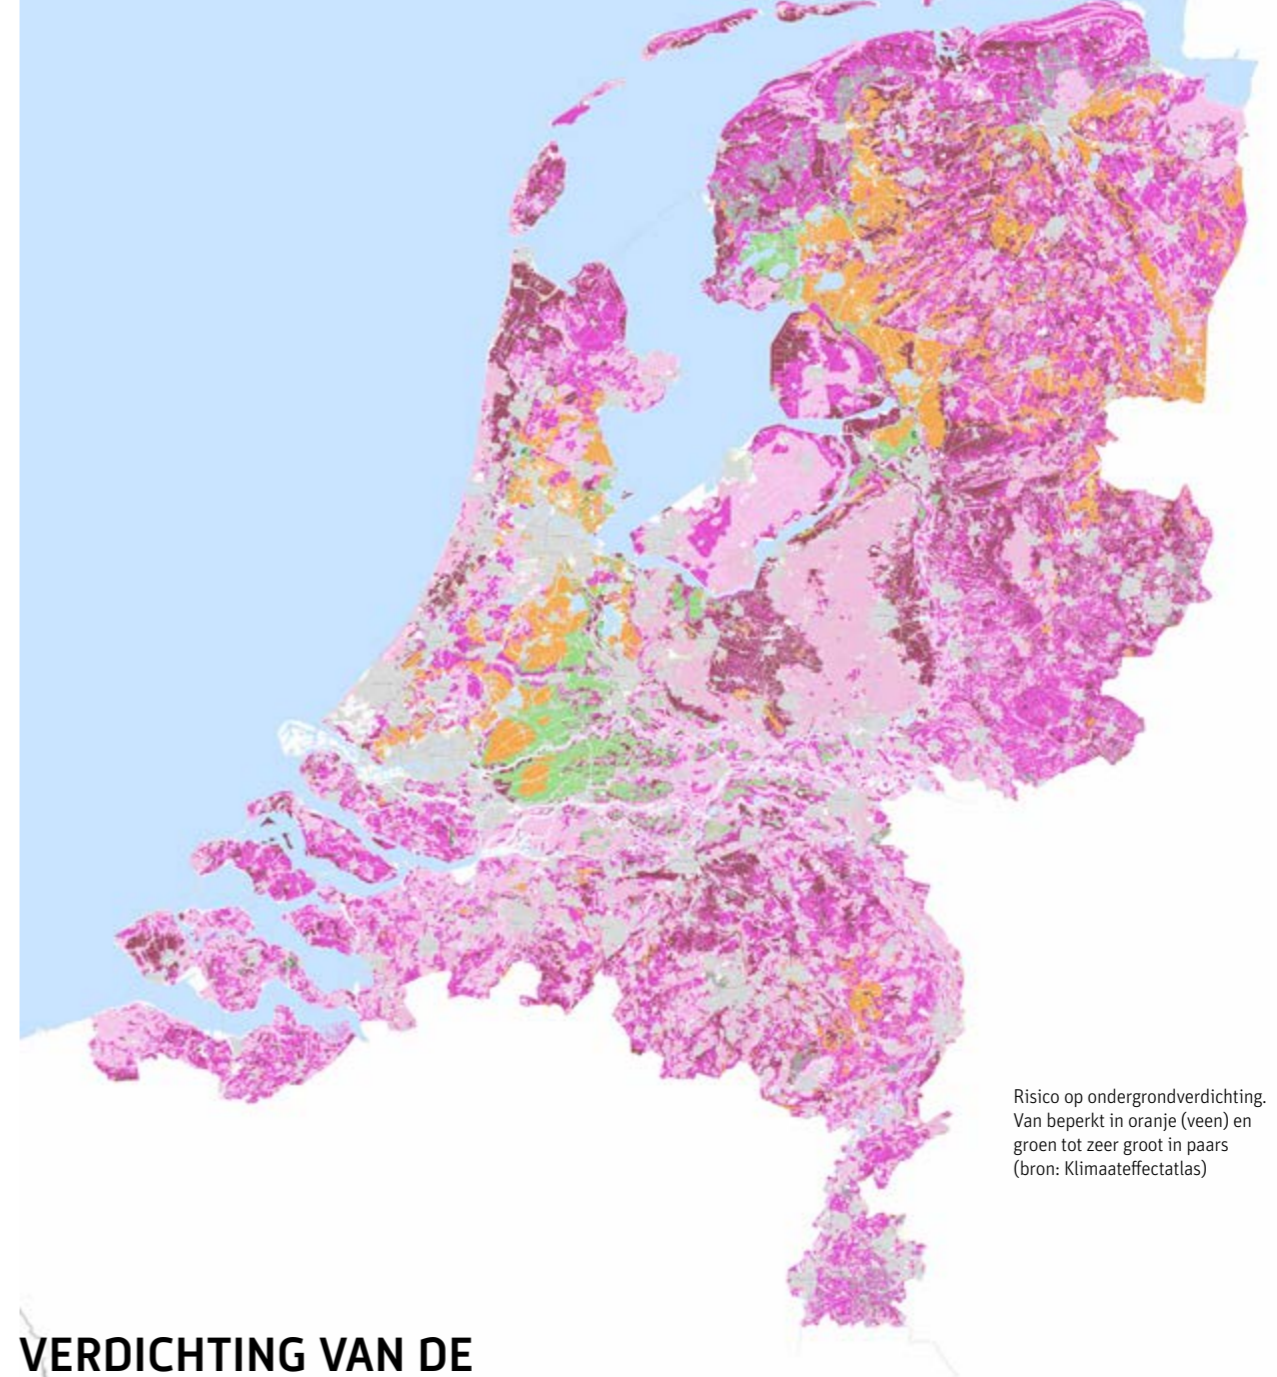 Risico op ondergrondverdichting.
Van beperkt in oranje (veen) en
groen tot zeer groot in paars
(bron: Klimaateffectatlas)
VERDICHTING VAN DE